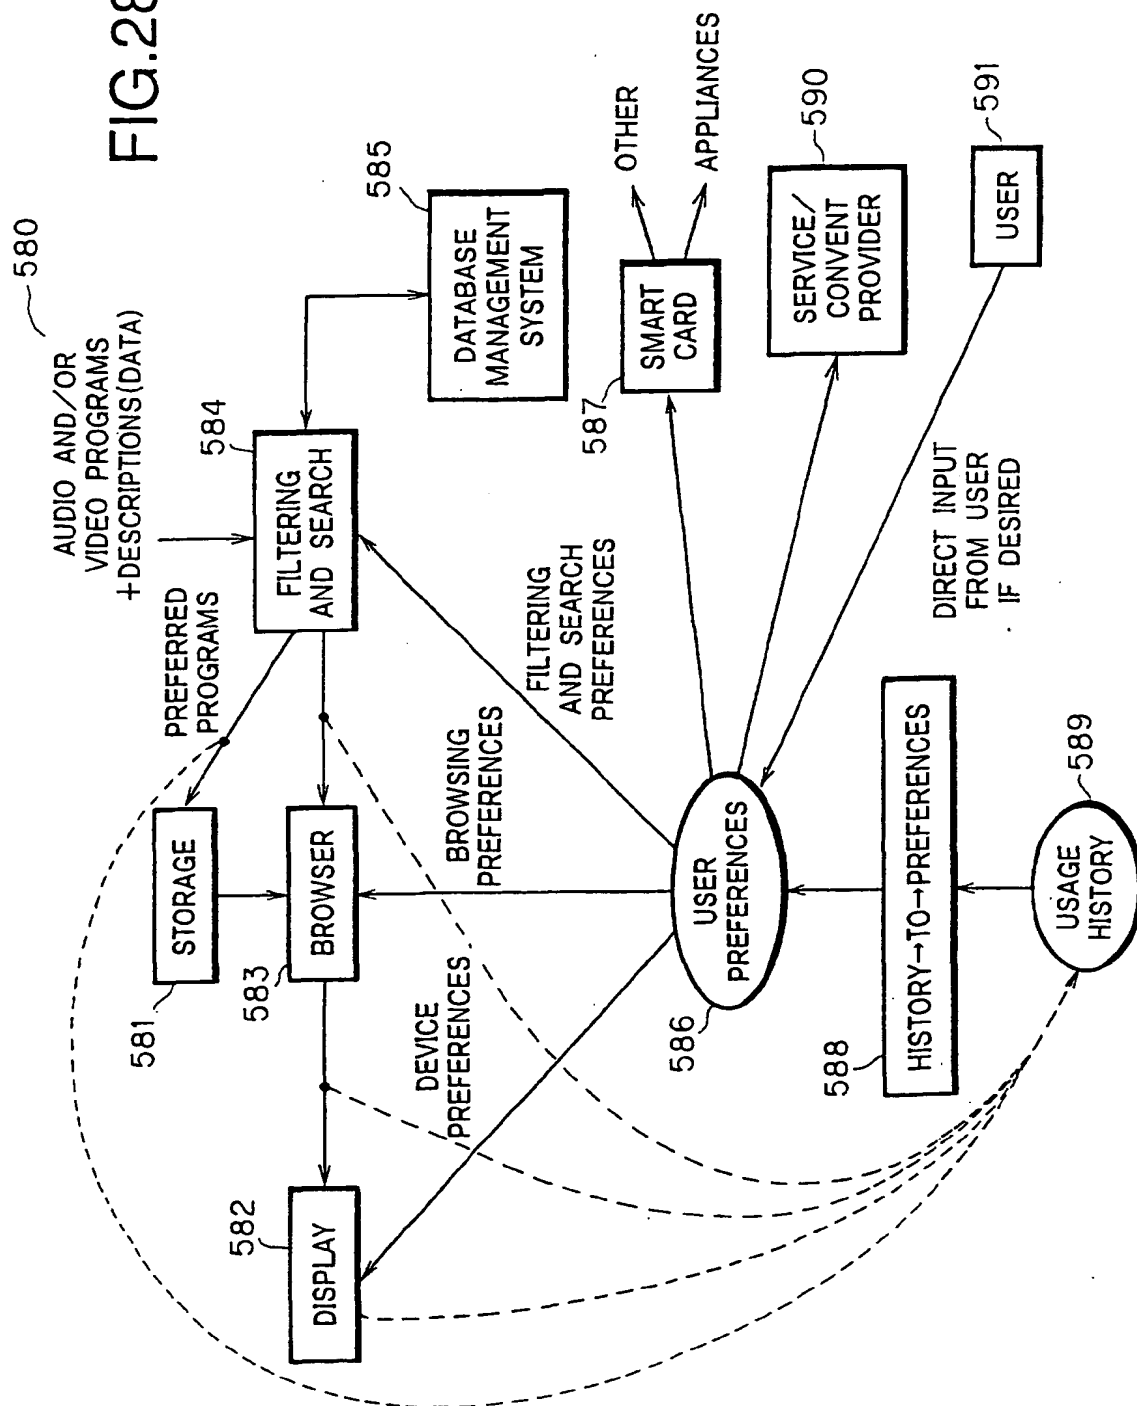 FIG.28
AUDIO AND/OR
VIDEO PROGRAMS
+DESCRIPTIONS(DATA)
580
584
FILTERING
AND SEARCH
585
DATABASE
MANAGEMENT
SYSTEM
PREFERRED
PROGRAMS
STORAGE
581
BROWSER
583
DISPLAY
582
DEVICE
PREFERENCES
BROWSING
PREFERENCES
FILTERING
AND SEARCH
PREFERENCES
USER
PREFERENCES
586
SMART
CARD
587
OTHER
APPLIANCES
SERVICE/
CONVENT
PROVIDER
590
USER
591
DIRECT INPUT
FROM USER
IF DESIRED
HISTORY→TO→PREFERENCES
588
USAGE
HISTORY
589